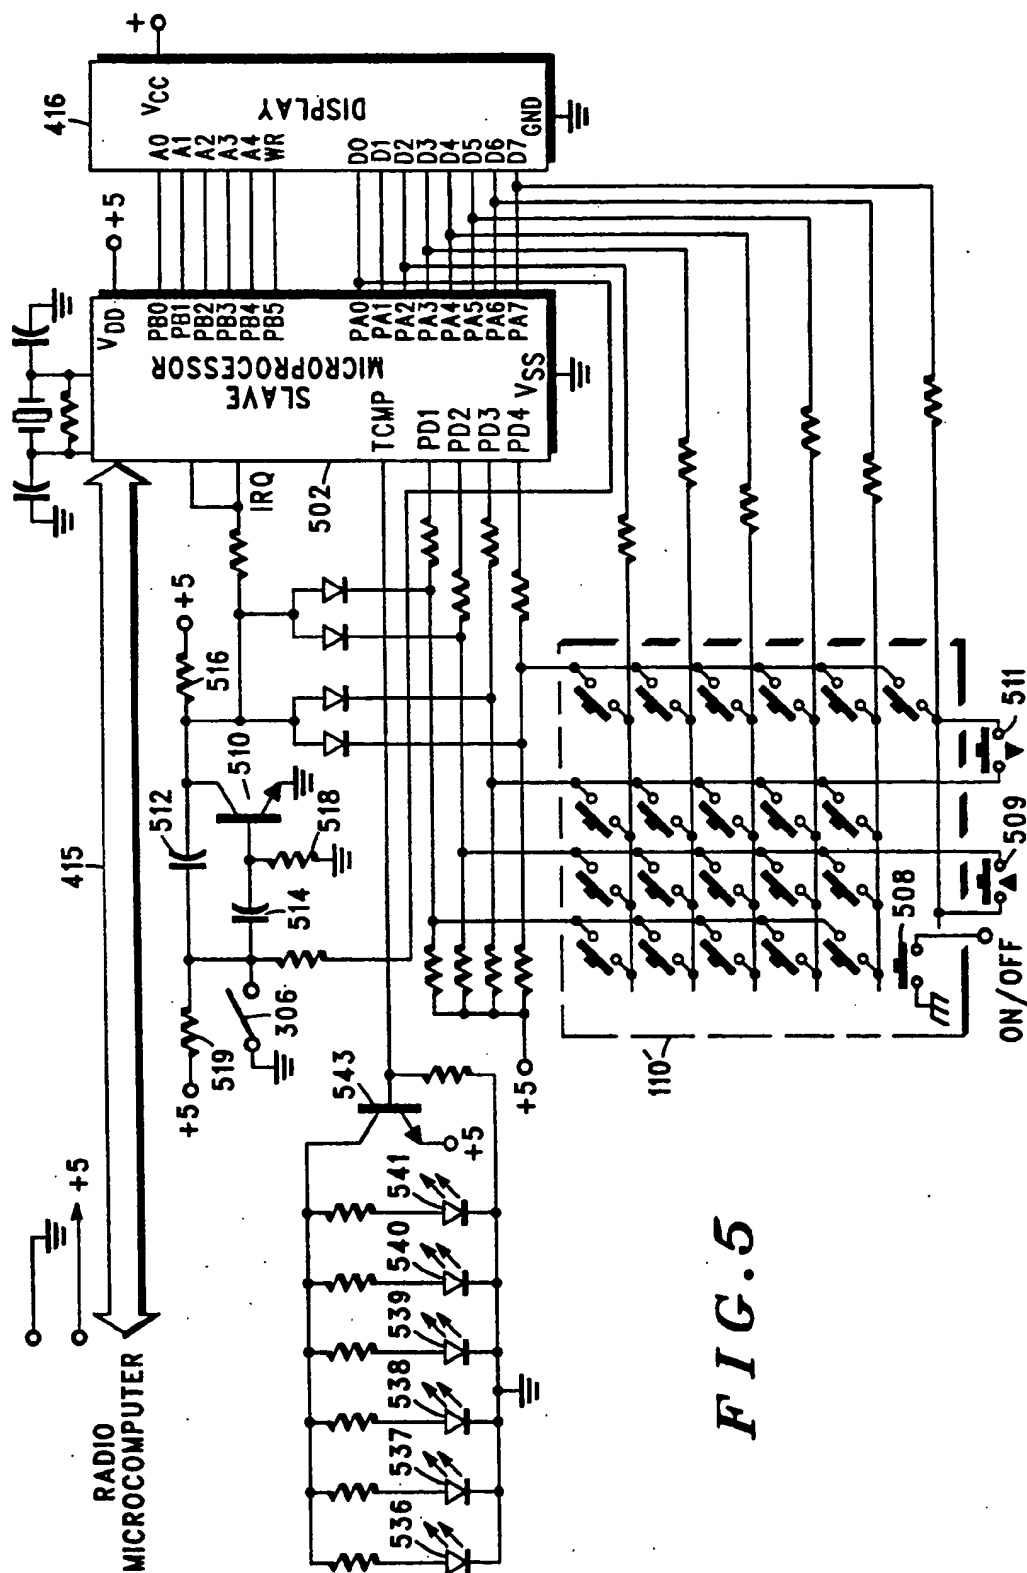 RADIO
MICROCOMPUTER
+5
415
519
+5
306
512
514
510
518
516
+5
IRQ
502
TCMP
PD1
PD2
PD3
PD4
SLAVE
MICROPROCESSOR
VDD
PB0
PB1
PB2
PB3
PB4
PB5
PA0
PA1
PA2
PA3
PA4
PA5
PA6
PA7
VSS
+5
416
+
VCC
DISPLAY
A0
A1
A2
A3
A4
WR
D0
D1
D2
D3
D4
D5
D6
D7
GND
536
537
538
539
540
541
543
+5
+5
110'
508
509
511
ON/OFF
FIG.5